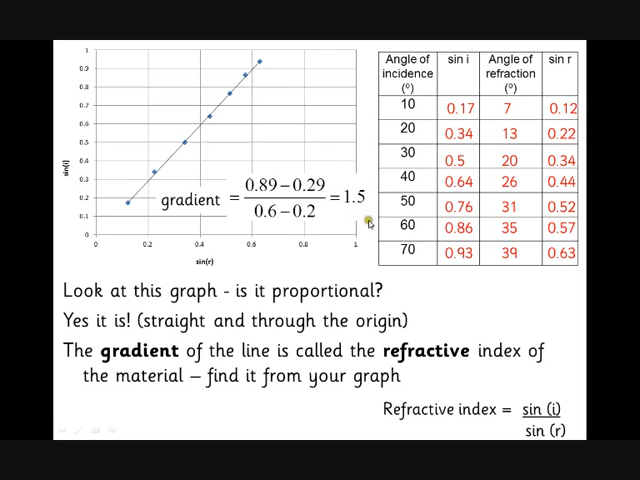 1
0.9
0.8
0.7
0.6
0.5
0.4
0.3
0.2
0.1
0
0 0.2 0.4 0.6 0.8 1
sin(i)
sin(r)
gradient = 0.89 − 0.29 / 0.6 − 0.2 = 1.5
Angle of incidence (º) sin i Angle of refraction (º) sin r
10 0.17 7 0.12
20 0.34 13 0.22
30 0.5 20 0.34
40 0.64 26 0.44
50 0.76 31 0.52
60 0.86 35 0.57
70 0.93 39 0.63
Look at this graph - is it proportional?
Yes it is! (straight and through the origin)
The gradient of the line is called the refractive index of
the material – find it from your graph
Refractive index = sin (i)
sin (r)